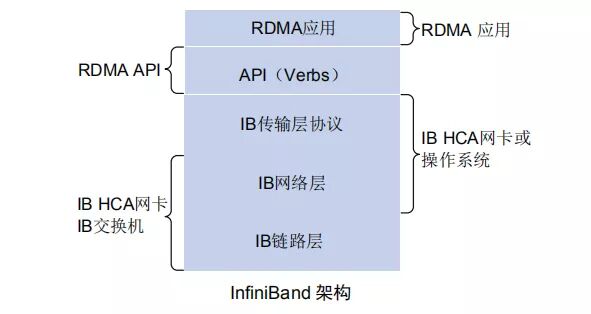 RDMA应用
RDMA 应用
RDMA API
API（Verbs）
IB传输层协议
IB HCA网卡或
操作系统
IB网络层
IB HCA网卡
IB交换机
IB链路层
InfiniBand 架构